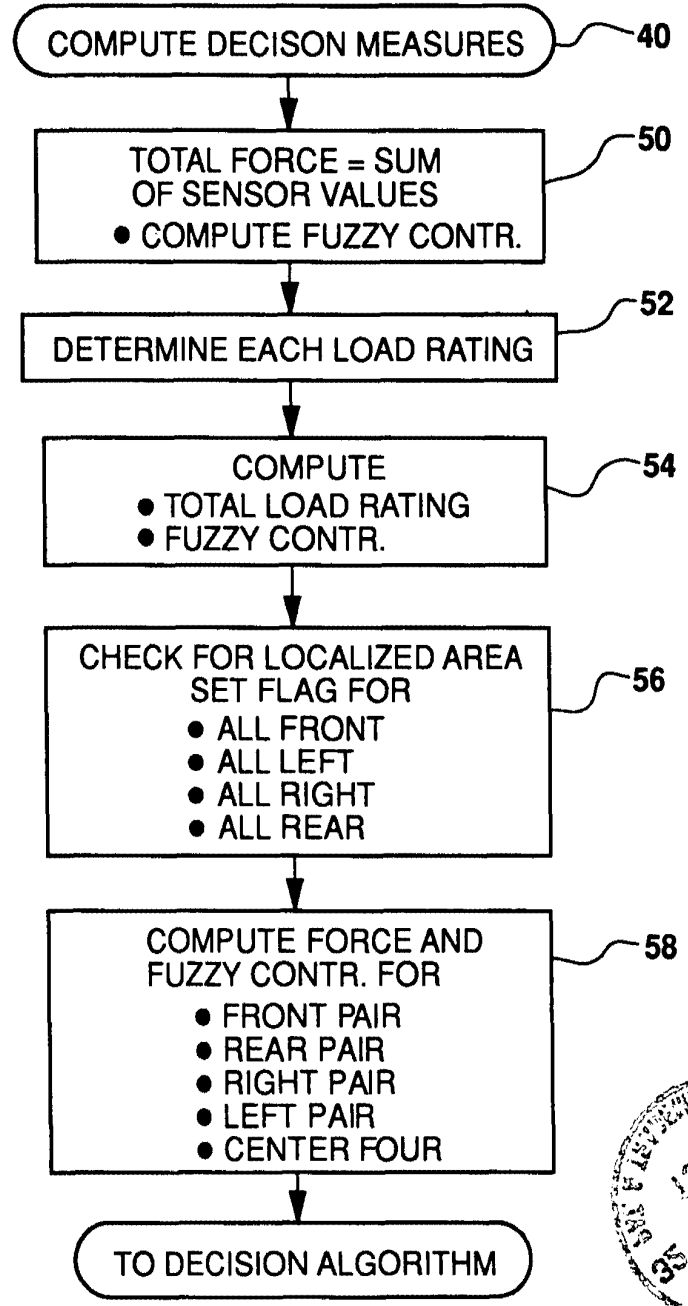 COMPUTE DECISON MEASURES
40
TOTAL FORCE = SUM
OF SENSOR VALUES
• COMPUTE FUZZY CONTR.
50
DETERMINE EACH LOAD RATING
52
COMPUTE
• TOTAL LOAD RATING
• FUZZY CONTR.
54
CHECK FOR LOCALIZED AREA
SET FLAG FOR
• ALL FRONT
• ALL LEFT
• ALL RIGHT
• ALL REAR
56
COMPUTE FORCE AND
FUZZY CONTR. FOR
• FRONT PAIR
• REAR PAIR
• RIGHT PAIR
• LEFT PAIR
• CENTER FOUR
58
TO DECISION ALGORITHM